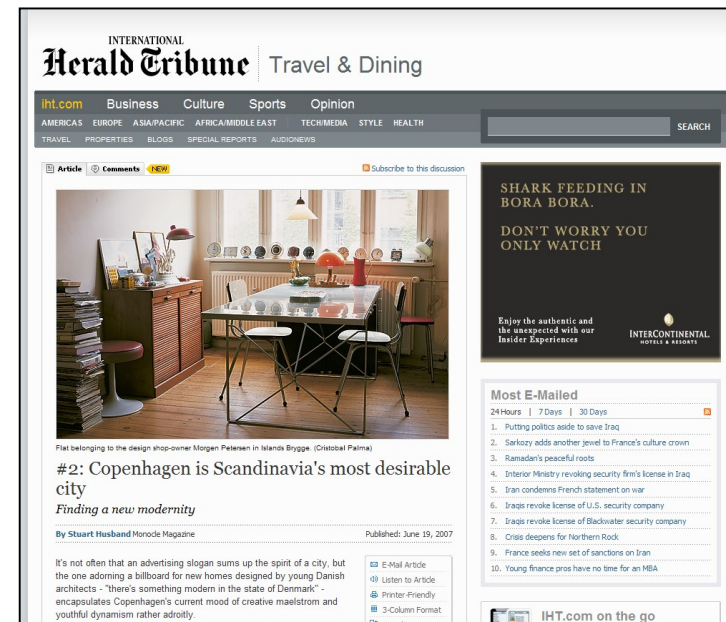 INTERNATIONAL
Herald Tribune
Travel & Dining
iht.com Business Culture Sports Opinion
AMERICAS EUROPE ASIA/PACIFIC AFRICA/MIDDLE EAST TECH/MEDIA STYLE HEALTH
TRAVEL PROPERTIES BLOGS SPECIAL REPORTS AUDIONEWS
SEARCH
Article Comments NEW
Subscribe to this discussion
Flat belonging to the design shop-owner Morgen Petersen in Islands Brygge. (Cristobal Palma)
#2: Copenhagen is Scandinavia's most desirable
city
Finding a new modernity
By Stuart Husband Monocle Magazine
Published: June 19, 2007
It's not often that an advertising slogan sums up the spirit of a city, but
the one adorning a billboard for new homes designed by young Danish
architects - "there's something modern in the state of Denmark" -
encapsulates Copenhagen's current mood of creative maelstrom and
youthful dynamism rather adroitly.
E-Mail Article
Listen to Article
Printer-Friendly
3-Column Format
SHARK FEEDING IN
BORA BORA.
DON'T WORRY YOU
ONLY WATCH
Enjoy the authentic and
the unexpected with our
Insider Experiences
INTERCONTINENTAL.
HOTELS & RESORTS
Most E-Mailed
24 Hours | 7 Days | 30 Days
1. Putting politics aside to save Iraq
2. Sarkozy adds another jewel to France's culture crown
3. Ramadan's peaceful roots
4. Interior Ministry revoking security firm's license in Iraq
5. Iran condemns French statement on war
6. Iraqis revoke license of U.S. security company
7. Iraqis revoke license of Blackwater security company
8. Crisis deepens for Northern Rock
9. France seeks new set of sanctions on Iran
10. Young finance pros have no time for an MBA
IHT.com on the go